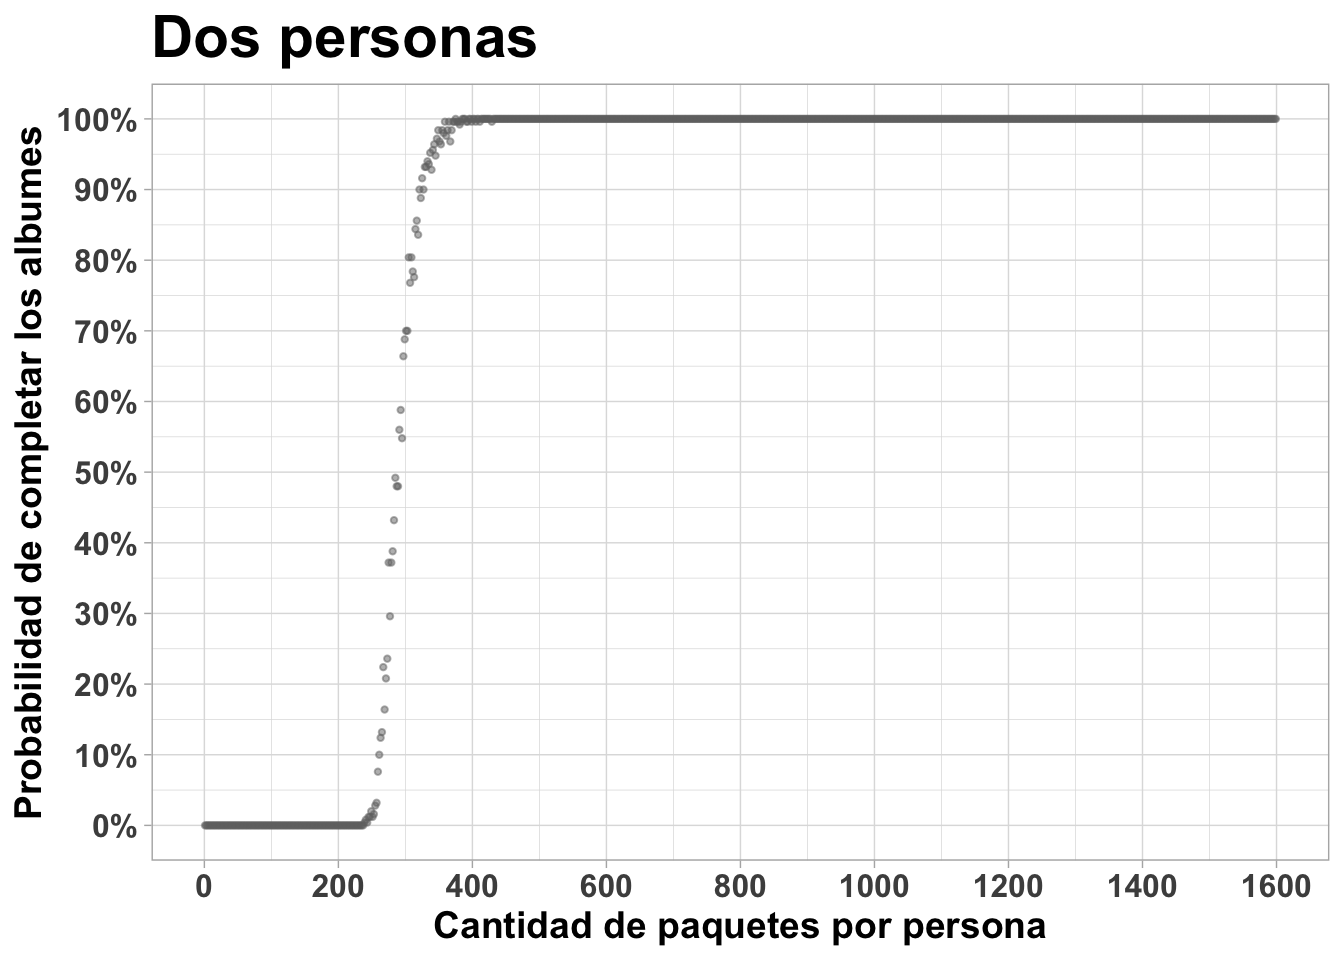 Dos personas
Probabilidad de completar los albumes
100%
90%
80%
70%
60%
50%
40%
30%
20%
10%
0%
0 200 400 600 800 1000 1200 1400 1600
Cantidad de paquetes por persona